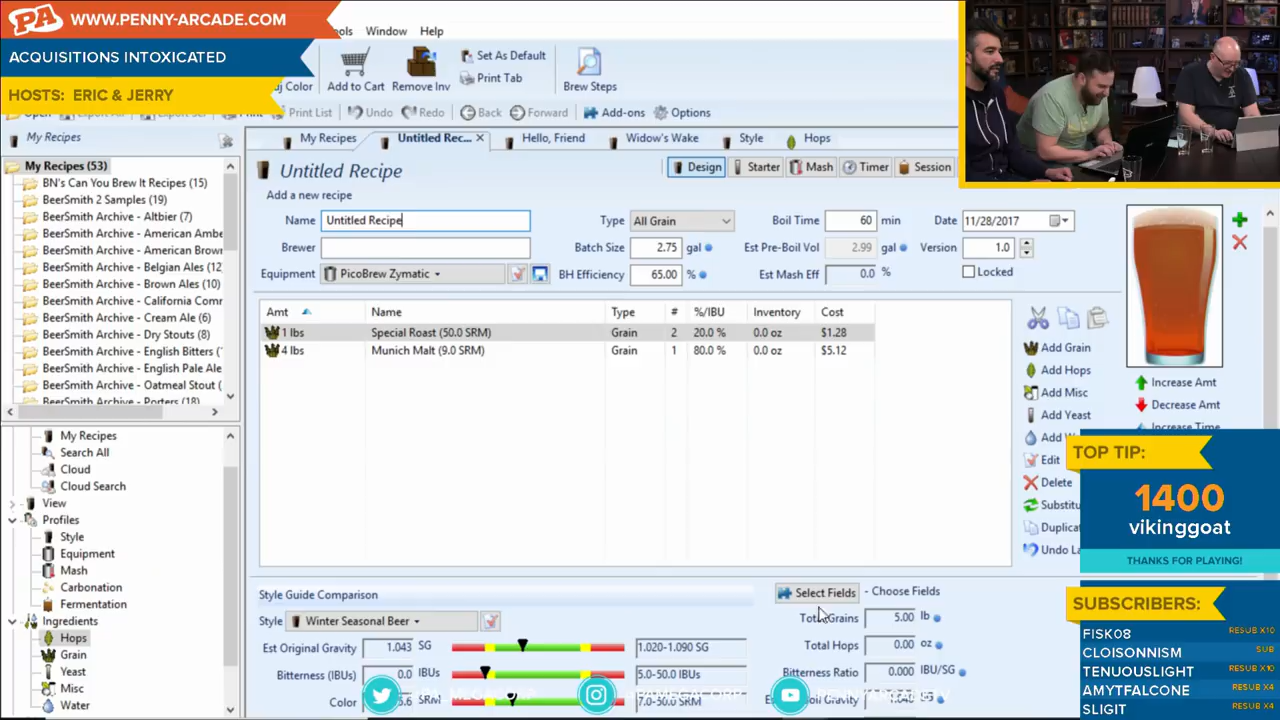 PA WWW.PENNY-ARCADE.COM
ACQUISITIONS INTOXICATED
HOSTS: ERIC & JERRY
Window Help
Color
Add to Cart
Remove Inv
Set As Default
Print Tab
Brew Steps
Print List
Undo
Redo
Back
Forward
Add-ons
Options
My Recipes
My Recipes
Untitled Rec...
Hello, Friend
Widow's Wake
Style
Hops
My Recipes (53)
BN's Can You Brew It Recipes (15)
BeerSmith 2 Samples (19)
BeerSmith Archive - Altbier (7)
BeerSmith Archive - American Ambe
BeerSmith Archive - American Brown
BeerSmith Archive - Belgian Ales (12
BeerSmith Archive - Brown Ales (10)
BeerSmith Archive - California Comr
BeerSmith Archive - Cream Ale (6)
BeerSmith Archive - Dry Stouts (8)
BeerSmith Archive - English Bitters (
BeerSmith Archive - English Pale Ale
BeerSmith Archive - Oatmeal Stout (
BeerSmith Archive - Porters (18)
My Recipes
Search All
Cloud
Cloud Search
View
Profiles
Style
Equipment
Mash
Carbonation
Fermentation
Ingredients
Hops
Grain
Yeast
Misc
Water
Untitled Recipe
Design
Starter
Mash
Timer
Session
Add a new recipe
Name Untitled Recipe
Type All Grain
Boil Time 60 min
Date 11/28/2017
Brewer
Batch Size 2.75 gal
Est Pre-Boil Vol 2.99 gal
Version 1.0
Equipment PicoBrew Zymatic
BH Efficiency 65.00 %
Est Mash Eff 0.0 %
Locked
Amt Name Type # %/IBU Inventory Cost
1 lbs Special Roast (50.0 SRM) Grain 2 20.0 % 0.0 oz $1.28
4 lbs Munich Malt (9.0 SRM) Grain 1 80.0 % 0.0 oz $5.12
Add Grain
Add Hops
Add Misc
Add Yeast
Edit
Delete
Increase Amt
Decrease Amt
Increase Time
Style Guide Comparison
Select Fields - Choose Fields
Style Winter Seasonal Beer
Total Grains 5.00 lb
Est Original Gravity 1.043 SG 1.020-1.090 SG
Total Hops 0.00 oz
Bitterness (IBUs) 0.0 IBUs 5.0-50.0 IBUs
Bitterness Ratio 0.000 IBU/SG
Color SRM 7.0-50.0 SRM
TOP TIP:
1400
vikinggoat
THANKS FOR PLAYING!
SUBSCRIBERS:
FISK08 RESUB X10
CLOISONNISM SUB
TENUOUSLIGHT RESUB X10
AMYTFALCONE RESUB X4
SLIGIT RESUB X4